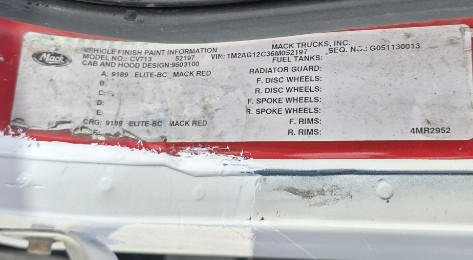 Mack
VEHICLE FINISH PAINT INFORMATION
MACK TRUCKS, INC.
MODEL NO.: CV713 52197 VIN: 1M2AG12C36M052197 SEQ. NO.: G051130013
CAB AND HOOD DESIGN: 9503100
FUEL TANKS:
A: 9189 ELITE-BC MACK RED
RADIATOR GUARD:
B:
F. DISC WHEELS:
C:
R. DISC WHEELS:
D:
F. SPOKE WHEELS:
E:
R. SPOKE WHEELS:
CRG: 9189 ELITE-BC MACK RED
F. RIMS:
R. RIMS:
4MR2952